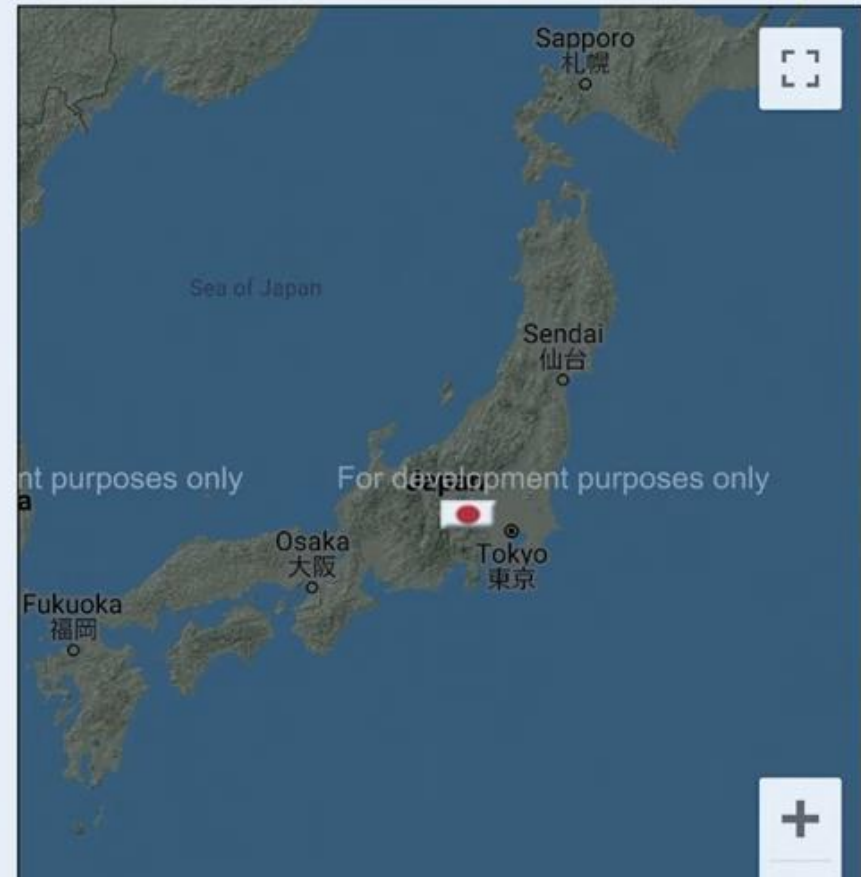 Sapporo
札幌
Sea of Japan
Sendai
仙台
nt purposes only
For development purposes only
Japan
a
Osaka
大阪
Tokyo
東京
Fukuoka
福岡
+